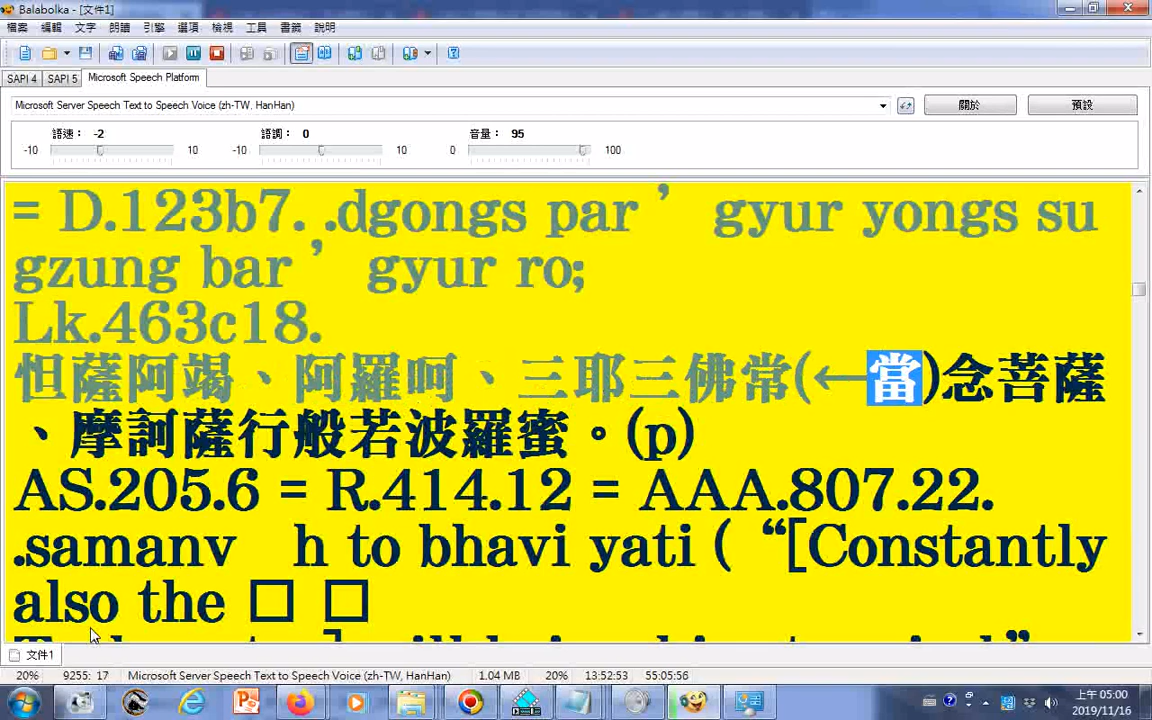 Balabolka - [文件1]
檔案 編輯 文字 朗讀 引擎 選項 檢視 工具 書籤 說明
SAPI 4 SAPI 5 Microsoft Speech Platform
Microsoft Server Speech Text to Speech Voice (zh-TW, HanHan) 關於 預設
語速： -2 語調： 0 音量： 95
-10 10 -10 10 0 100
= D.123b7. .dgongs par ’ gyur yongs su
gzung bar ’ gyur ro;
Lk.463c18.
怛薩阿竭、阿羅呵、三耶三佛常(←當)念菩薩
、摩訶薩行般若波羅蜜。(p)
AS.205.6 = R.414.12 = AAA.807.22.
.samanv h to bhavi yati ( “[Constantly
also the □ □
文件1
20% 9255: 17 Microsoft Server Speech Text to Speech Voice (zh-TW, HanHan) 1.04 MB 20% 13:52:53 55:05:56
上午 05:00
2019/11/16